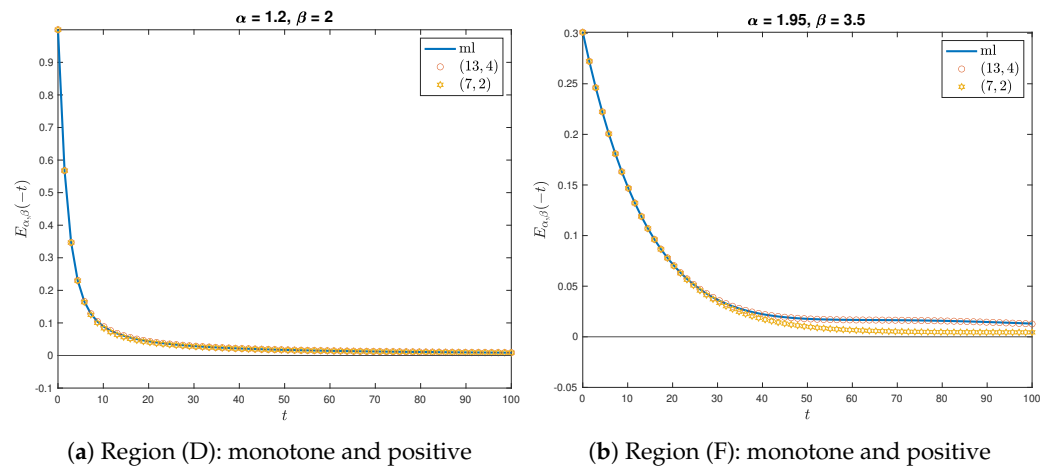 α = 1.2, β = 2
ml
(13, 4)
(7, 2)
0.9
0.8
0.7
0.6
0.5
0.4
0.3
0.2
0.1
0
-0.1
E_{α,β}(−t)
0 10 20 30 40 50 60 70 80 90 100
t
(a) Region (D): monotone and positive
α = 1.95, β = 3.5
ml
(13, 4)
(7, 2)
0.3
0.25
0.2
0.15
0.1
0.05
0
-0.05
E_{α,β}(−t)
0 10 20 30 40 50 60 70 80 90 100
t
(b) Region (F): monotone and positive